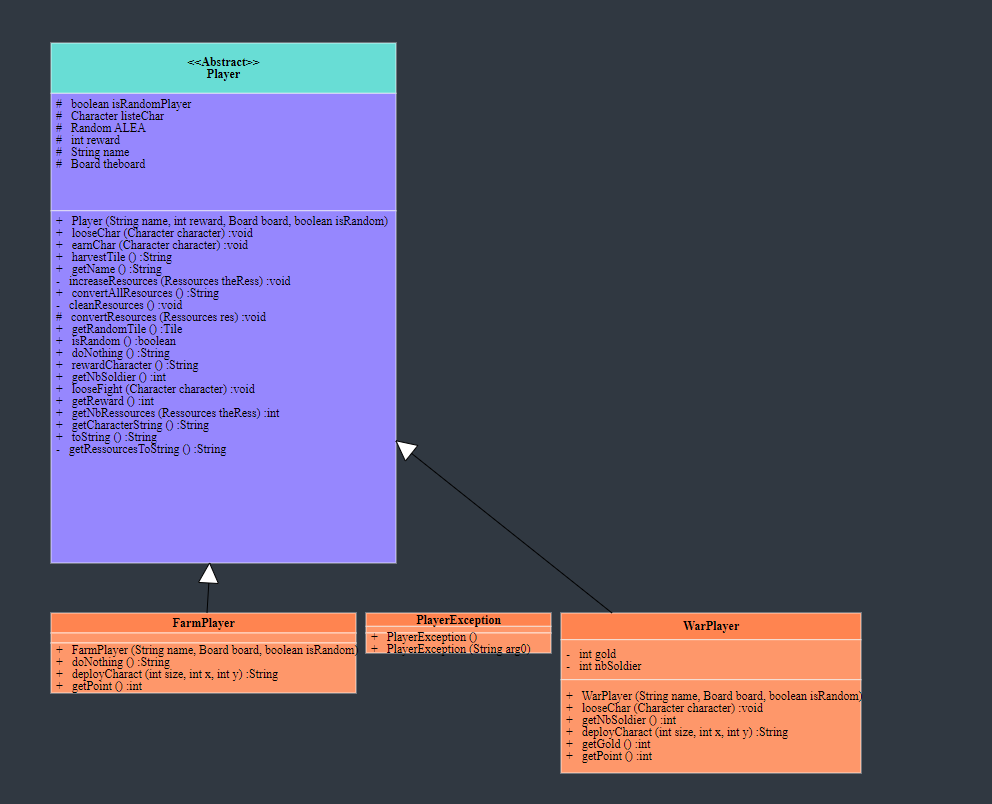 <<Abstract>>
Player
# boolean isRandomPlayer
# Character listeChar
# Random ALEA
# int reward
# String name
# Board theboard
+ Player (String name, int reward, Board board, boolean isRandom)
+ looseChar (Character character) :void
+ earnChar (Character character) :void
+ harvestTile () :String
+ getName () :String
- increaseResources (Ressources theRess) :void
+ convertAllResources () :String
- cleanResources () :void
# convertResources (Ressources res) :void
+ getRandomTile () :Tile
+ isRandom () :boolean
+ doNothing () :String
+ rewardCharacter () :String
+ getNbSoldier () :int
+ looseFight (Character character) :void
+ getReward () :int
+ getNbRessources (Ressources theRess) :int
+ getCharacterString () :String
+ toString () :String
- getRessourcesToString () :String
FarmPlayer
+ FarmPlayer (String name, Board board, boolean isRandom)
+ doNothing () :String
+ deployCharact (int size, int x, int y) :String
+ getPoint () :int
PlayerException
+ PlayerException ()
+ PlayerException (String arg0)
WarPlayer
- int gold
- int nbSoldier
+ WarPlayer (String name, Board board, boolean isRandom)
+ looseChar (Character character) :void
+ getNbSoldier () :int
+ deployCharact (int size, int x, int y) :String
+ getGold () :int
+ getPoint () :int